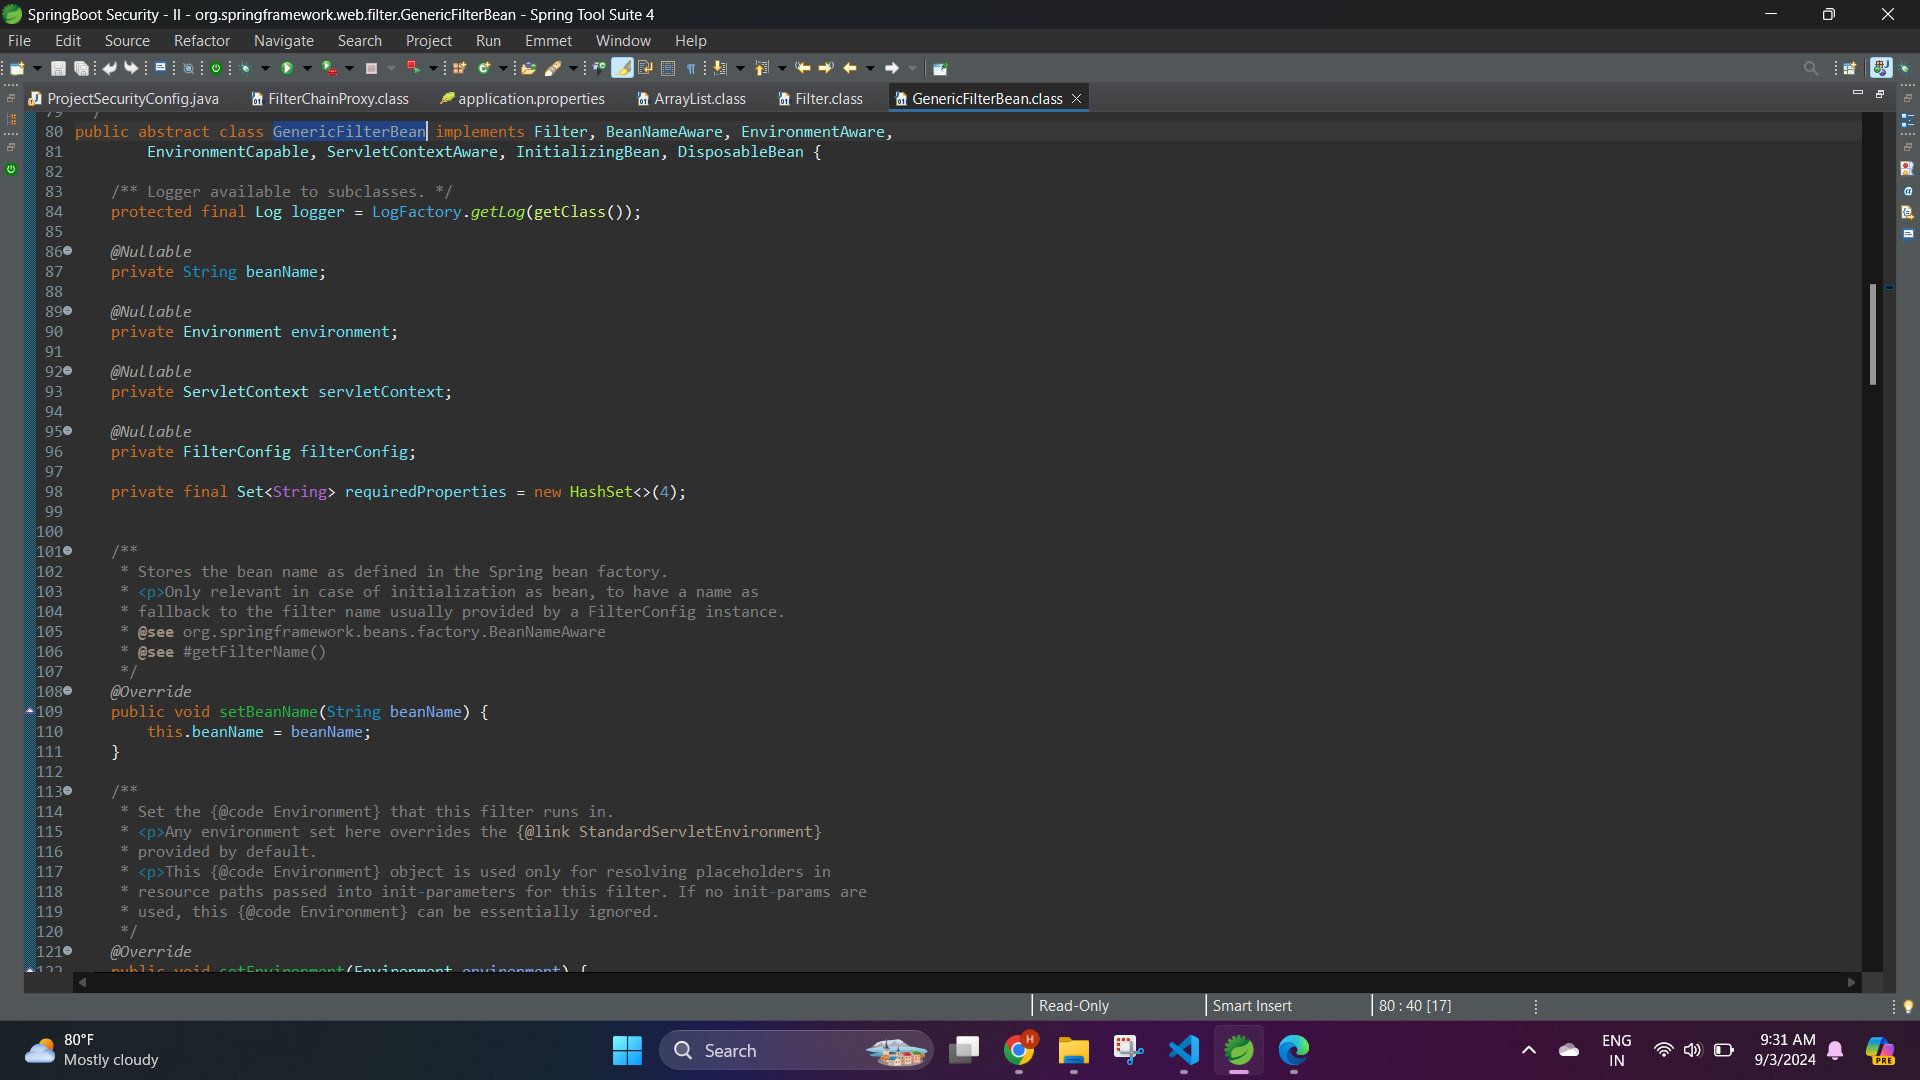 SpringBoot Security - II - org.springframework.web.filter.GenericFilterBean - Spring Tool Suite 4
File Edit Source Refactor Navigate Search Project Run Emmet Window Help
ProjectSecurityConfig.java FilterChainProxy.class application.properties ArrayList.class Filter.class GenericFilterBean.class
79 */
80 public abstract class GenericFilterBean implements Filter, BeanNameAware, EnvironmentAware,
81 EnvironmentCapable, ServletContextAware, InitializingBean, DisposableBean {
82
83 /** Logger available to subclasses. */
84 protected final Log logger = LogFactory.getLog(getClass());
85
86 @Nullable
87 private String beanName;
88
89 @Nullable
90 private Environment environment;
91
92 @Nullable
93 private ServletContext servletContext;
94
95 @Nullable
96 private FilterConfig filterConfig;
97
98 private final Set<String> requiredProperties = new HashSet<>(4);
99
100
101 /**
102 * Stores the bean name as defined in the Spring bean factory.
103 * <p>Only relevant in case of initialization as bean, to have a name as
104 * fallback to the filter name usually provided by a FilterConfig instance.
105 * @see org.springframework.beans.factory.BeanNameAware
106 * @see #getFilterName()
107 */
108 @Override
109 public void setBeanName(String beanName) {
110 this.beanName = beanName;
111 }
112
113 /**
114 * Set the {@code Environment} that this filter runs in.
115 * <p>Any environment set here overrides the {@link StandardServletEnvironment}
116 * provided by default.
117 * <p>This {@code Environment} object is used only for resolving placeholders in
118 * resource paths passed into init-parameters for this filter. If no init-params are
119 * used, this {@code Environment} can be essentially ignored.
120 */
121 @Override
122 public void setEnvironment(Environment environment) {
Read-Only Smart Insert 80 : 40 [17]
80°F
Mostly cloudy
Search
H
ENG
IN
9:31 AM
9/3/2024
PRE